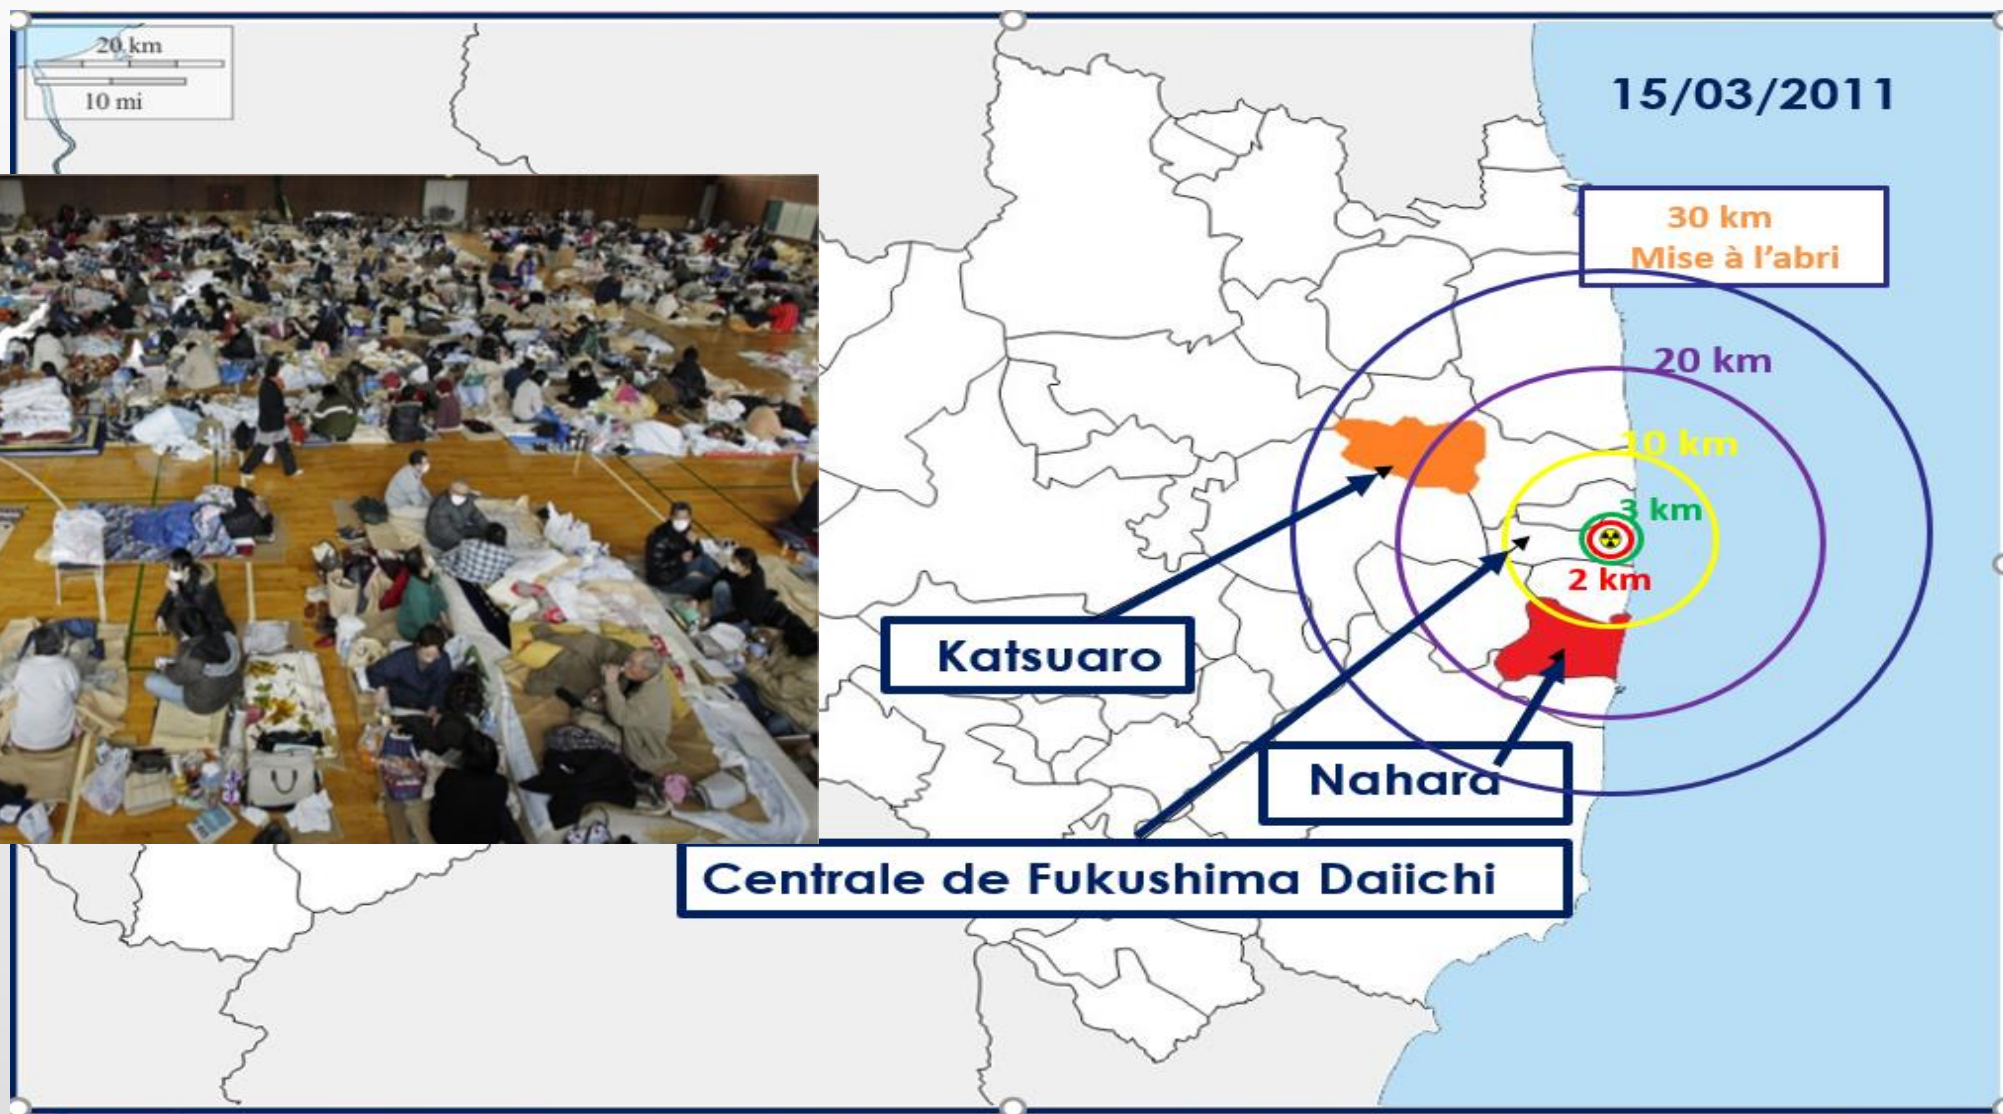 20 km
10 mi
15/03/2011
30 km
Mise à l'abri
20 km
10 km
3 km
2 km
Katsuaro
Nahara
Centrale de Fukushima Daiichi